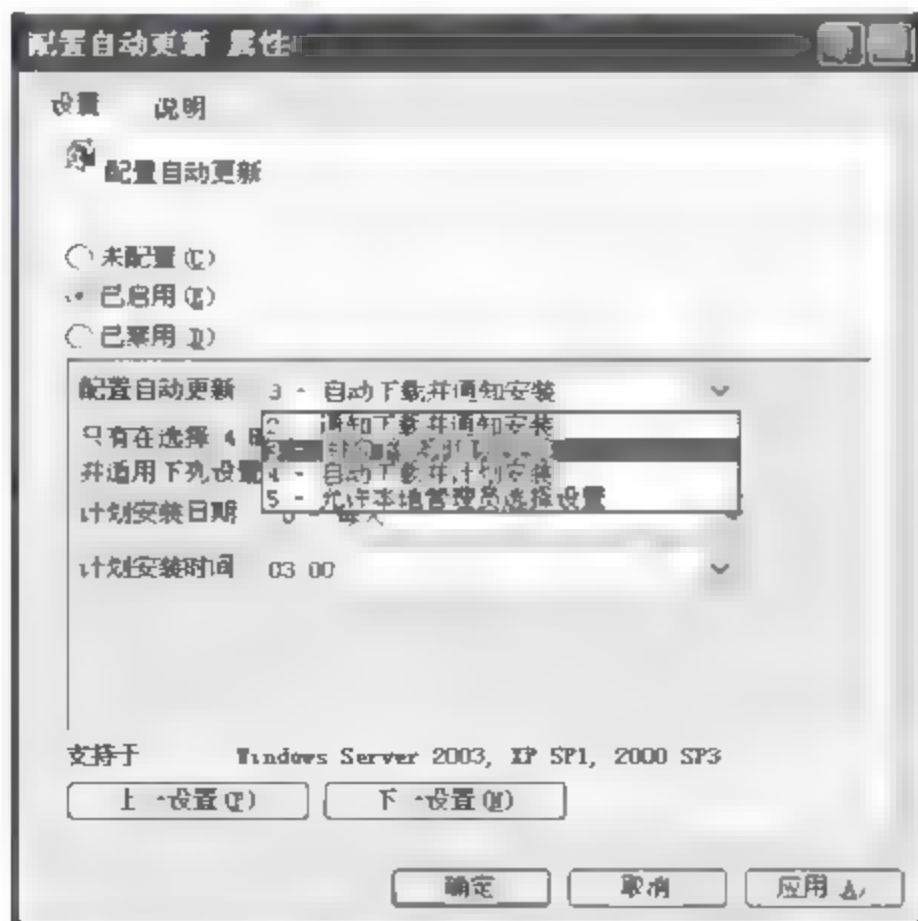 配置自动更新 属性
设置 说明
配置自动更新
未配置(C)
已启用(E)
已禁用 D)
配置自动更新 3 - 自动下载并通知安装
2 - 通知下载并通知安装
只有在选择 4
3 -
并适用下列设置
4 - 自动下载并计划安装
5 - 允许本地管理员选择设置
计划安装日期
计划安装时间 03 00
支持于 Windows Server 2003, XP SP1, 2000 SP3
上一设置(P) 下一设置(N)
确定 取消 应用 A